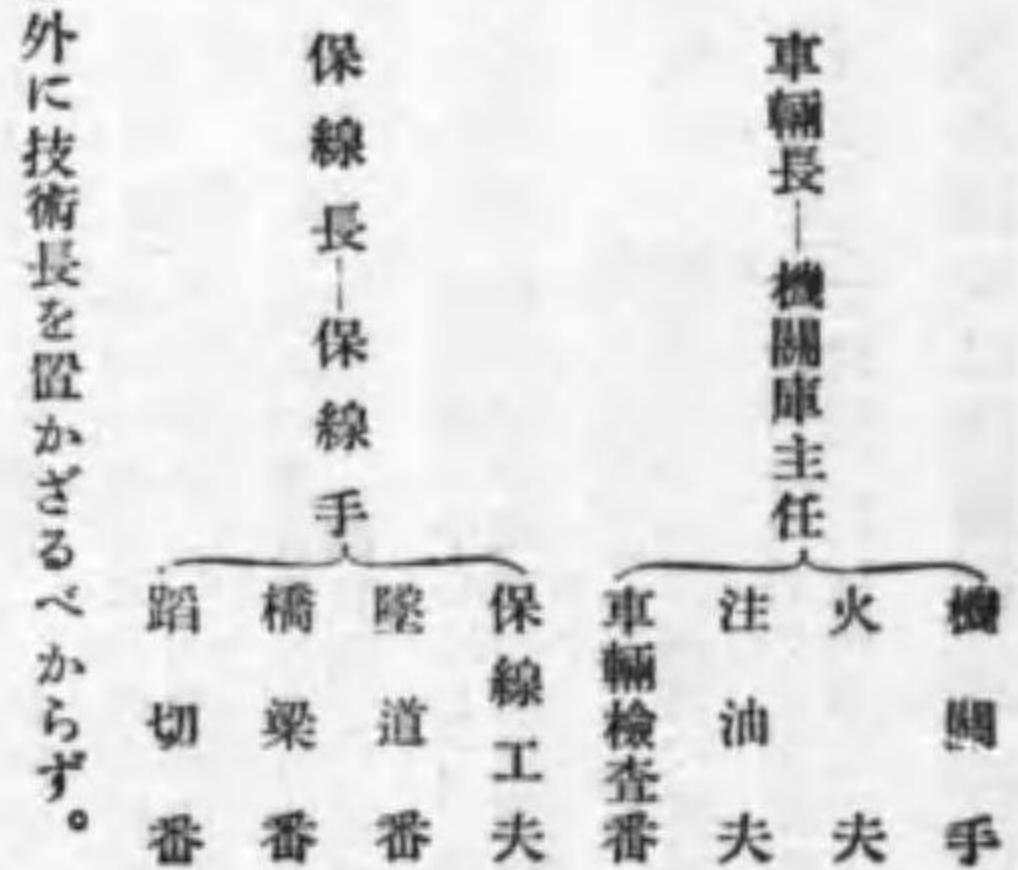 車輛長―機關庫主任
機關手
火夫
注油夫
車輛檢査番
保線長―保線手
保線工夫
隧道番
橋梁番
踏切番
外に技術長を置かざるべからず。